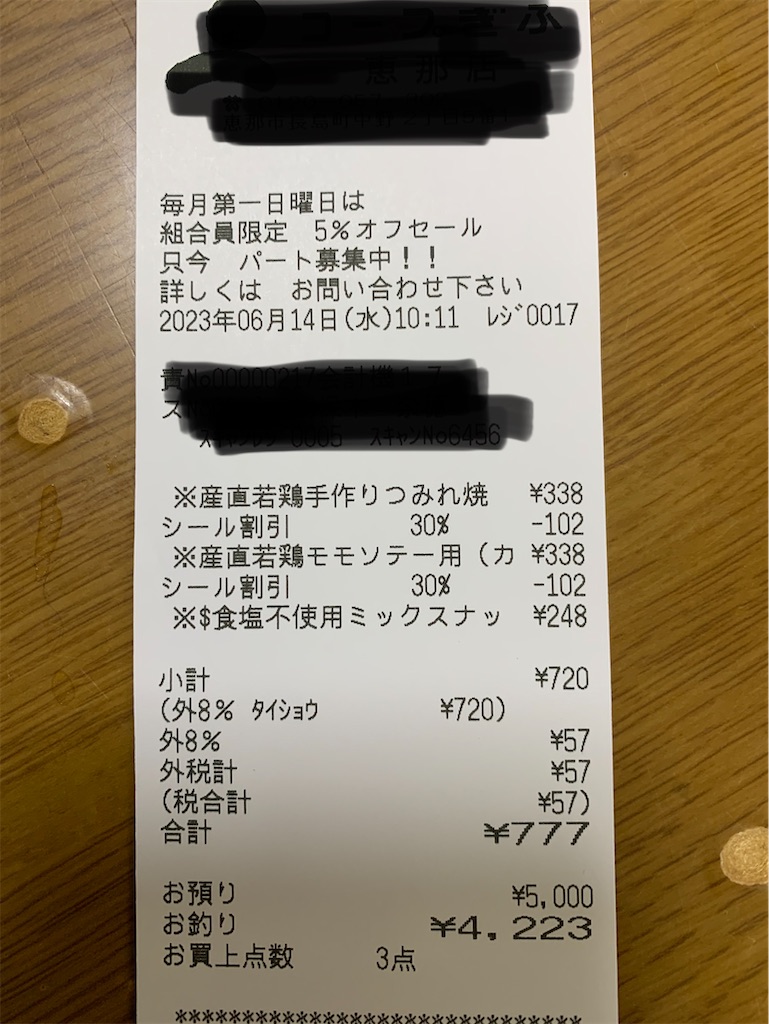 毎月第一日曜日は
組合員限定 5%オフセール
只今 パート募集中！！
詳しくは お問い合わせ下さい
2023年06月14日(水)10:11 ﾚｼﾞ0017
※産直若鶏手作りつみれ焼 ¥338
シール割引 30% -102
※産直若鶏モモソテー用（カ ¥338
シール割引 30% -102
※$食塩不使用ミックスナッ ¥248
小計 ¥720
(外8% ﾀｲｼｮｳ ¥720)
外8% ¥57
外税計 ¥57
(税合計 ¥57)
合計 ¥777
お預り ¥5,000
お釣り ¥4,223
お買上点数 3点
********************************